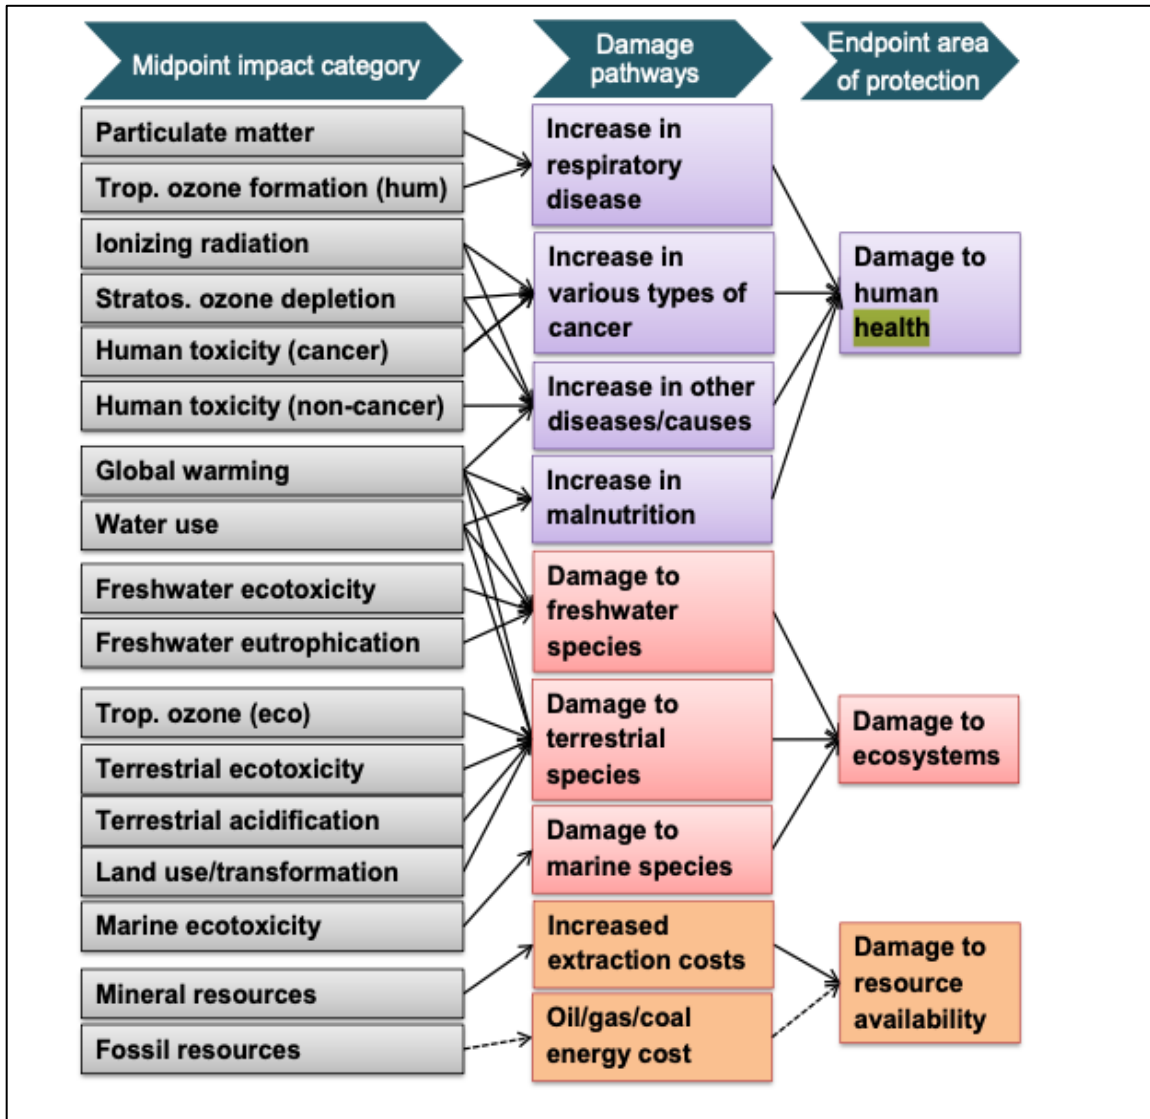 Midpoint impact category
Damage
pathways
Endpoint area
of protection
Particulate matter
Trop. ozone formation (hum)
Ionizing radiation
Stratos. ozone depletion
Human toxicity (cancer)
Human toxicity (non-cancer)
Global warming
Water use
Freshwater ecotoxicity
Freshwater eutrophication
Trop. ozone (eco)
Terrestrial ecotoxicity
Terrestrial acidification
Land use/transformation
Marine ecotoxicity
Mineral resources
Fossil resources
Increase in
respiratory
disease
Increase in
various types of
cancer
Increase in other
diseases/causes
Increase in
malnutrition
Damage to
freshwater
species
Damage to
terrestrial
species
Damage to
marine species
Increased
extraction costs
Oil/gas/coal
energy cost
Damage to
human
health
Damage to
ecosystems
Damage to
resource
availability